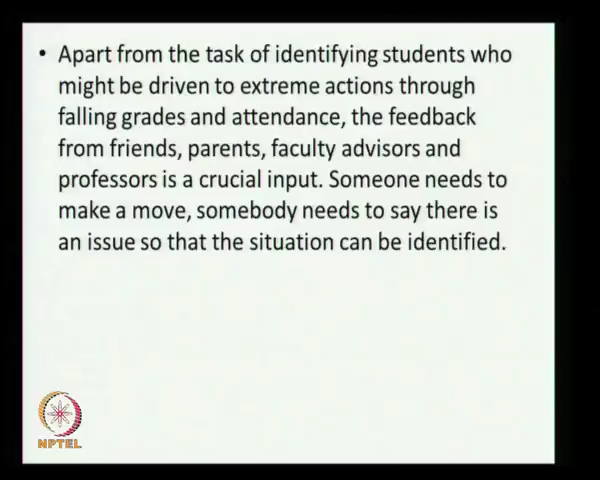 • Apart from the task of identifying students who
might be driven to extreme actions through
falling grades and attendance, the feedback
from friends, parents, faculty advisors and
professors is a crucial input. Someone needs to
make a move, somebody needs to say there is
an issue so that the situation can be identified.
NPTEL